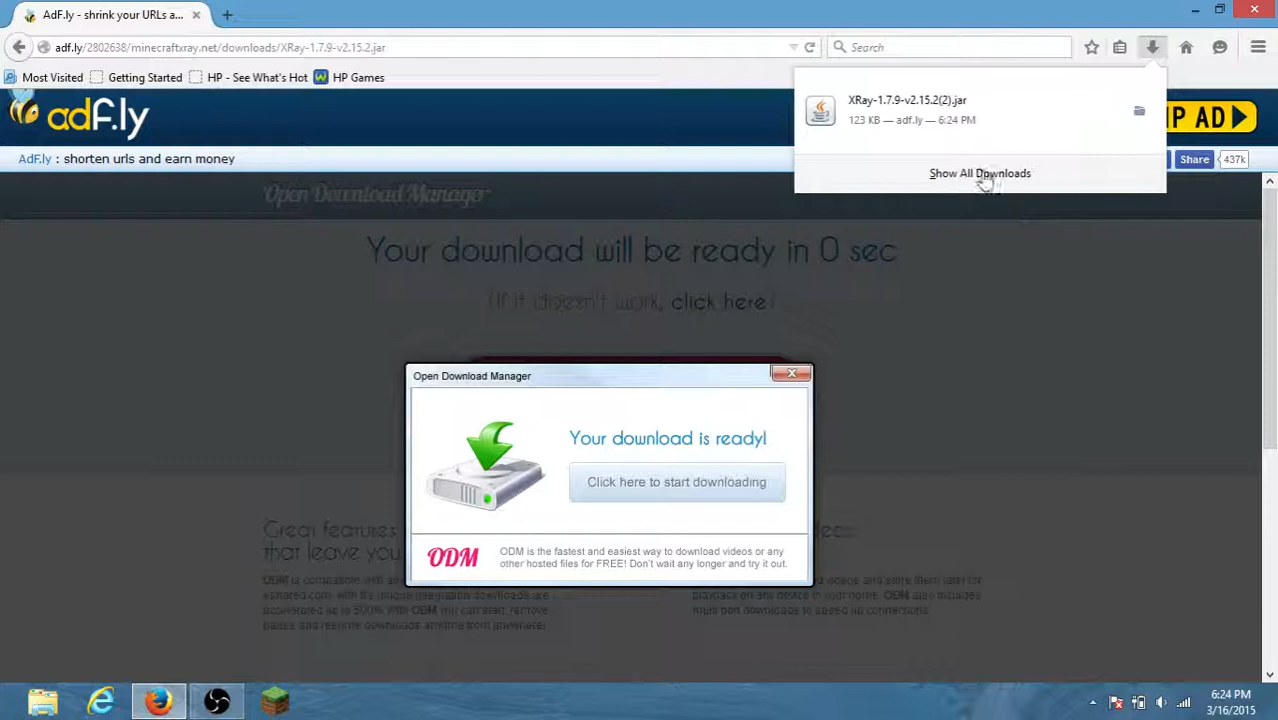 AdF.ly - shrink your URLs a...
adf.ly/2802638/minecraftxray.net/downloads/XRay-1.7.9-v2.15.2.jar
Search
Most Visited
Getting Started
HP - See What's Hot
HP Games
XRay-1.7.9-v2.15.2(2).jar
123 KB — adf.ly — 6:24 PM
Show All Downloads
adf.ly
IP AD
AdF.ly : shorten urls and earn money
Share
437k
Open Download Manager
Your download will be ready in 0 sec
(If it doesn't work, click here)
Open Download Manager
Your download is ready!
Click here to start downloading
ODM
ODM is the fastest and easiest way to download videos or any
other hosted files for FREE! Don't wait any longer and try it out.
Great features
that leave you
6:24 PM
3/16/2015